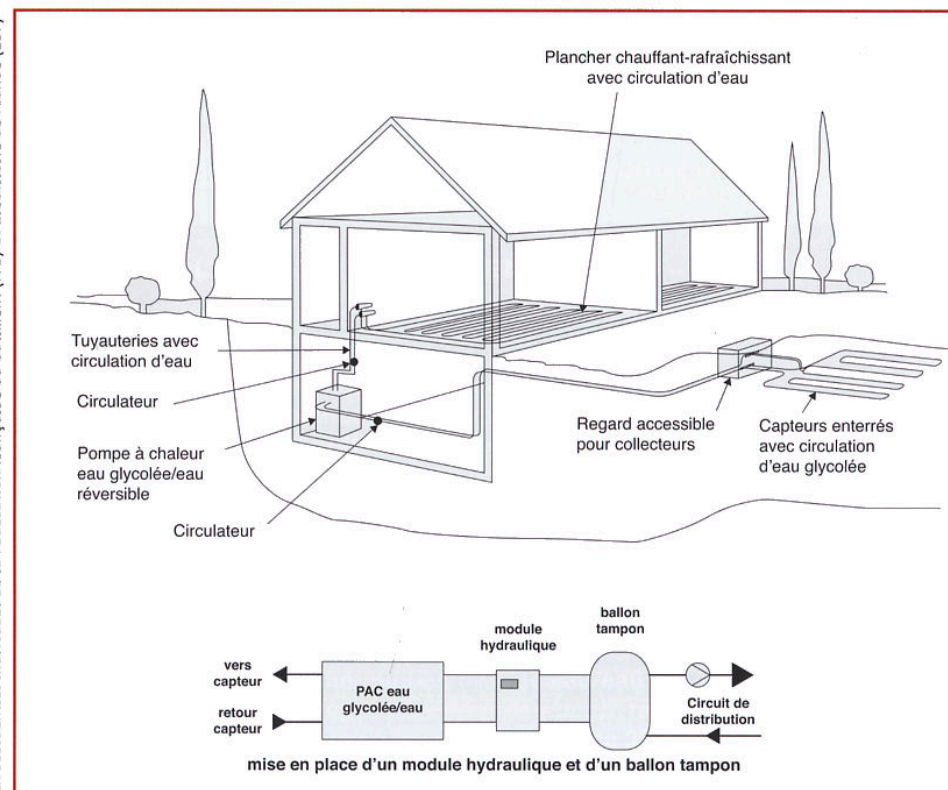 Plancher chauffant-rafraîchissant
avec circulation d'eau
Tuyauteries avec
circulation d'eau
Circulateur
Pompe à chaleur
eau glycolée/eau
réversible
Circulateur
Regard accessible
pour collecteurs
Capteurs enterrés
avec circulation
d'eau glycolée
ballon
tampon
module
hydraulique
vers
capteur
PAC eau
glycolée/eau
retour
capteur
Circuit de
distribution
mise en place d'un module hydraulique et d'un ballon tampon